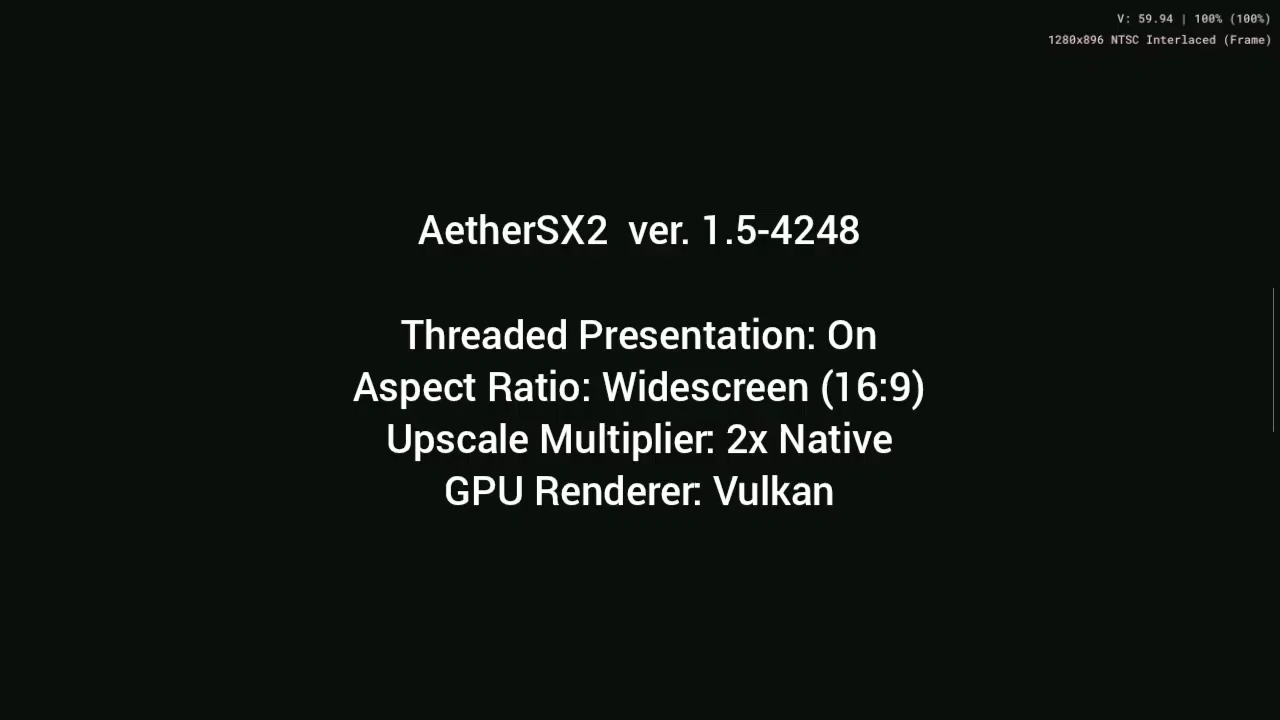 V: 59.94 | 100% (100%)
1280x896 NTSC Interlaced (Frame)
AetherSX2 ver. 1.5-4248
Threaded Presentation: On
Aspect Ratio: Widescreen (16:9)
Upscale Multiplier: 2x Native
GPU Renderer: Vulkan